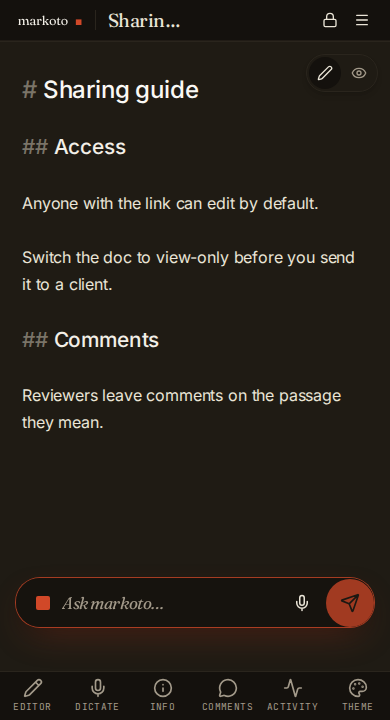 markoto
Sharin...
# Sharing guide
## Access
Anyone with the link can edit by default.
Switch the doc to view-only before you send
it to a client.
## Comments
Reviewers leave comments on the passage
they mean.
Ask markoto...
EDITOR DICTATE INFO COMMENTS ACTIVITY THEME